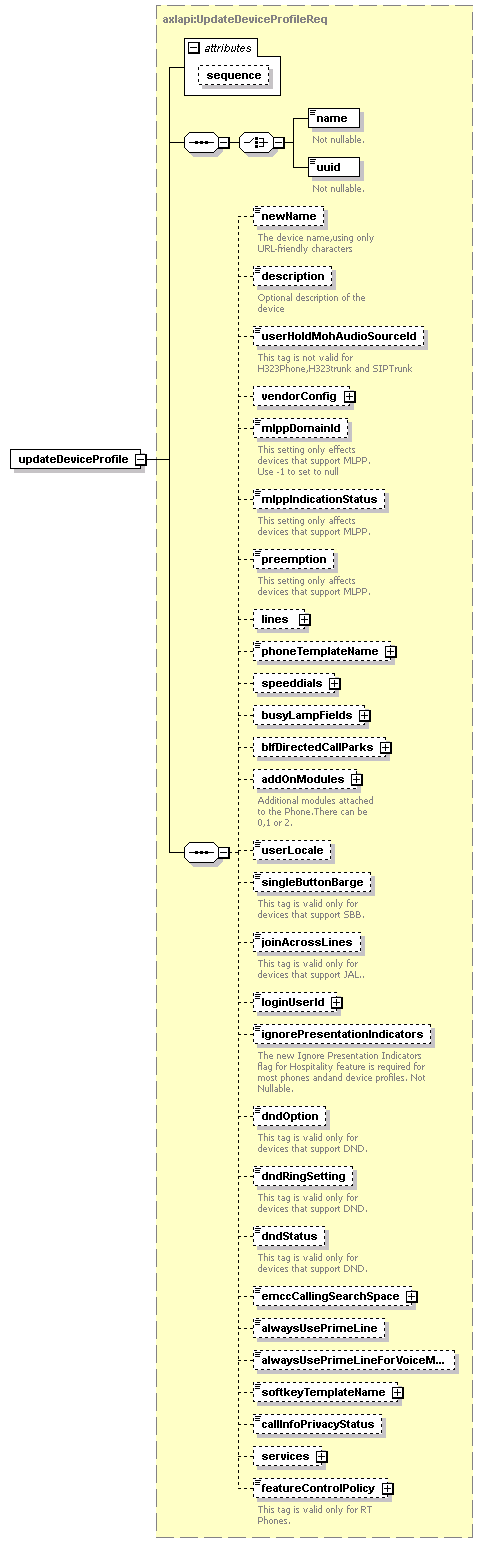 axlapi:UpdateDeviceProfileReq
attributes
sequence
name
Not nullable.
uuid
Not nullable.
newName
The device name,using only
URL-friendly characters
description
Optional description of the
device
userHoldMohAudioSourceId
This tag is not valid for
H323Phone,H323trunk and SIPTrunk
vendorConfig
mlppDomainId
This setting only effects
devices that support MLPP.
Use -1 to set to null
updateDeviceProfile
mlppIndicationStatus
This setting only affects
devices that support MLPP.
preemption
This setting only affects
devices that support MLPP.
lines
phoneTemplateName
speeddials
busyLampFields
blfDirectedCallParks
addOnModules
Additional modules attached
to the Phone.There can be
0,1 or 2.
userLocale
singleButtonBarge
This tag is valid only for
devices that support SBB.
joinAcrossLines
This tag is valid only for
devices that support JAL..
loginUserId
ignorePresentationIndicators
The new Ignore Presentation Indicators
flag for Hospitality feature is required for
most phones andand device profiles. Not
Nullable.
dndOption
This tag is valid only for
devices that support DND.
dndRingSetting
This tag is valid only for
devices that support DND.
dndStatus
This tag is valid only for
devices that support DND.
emccCallingSearchSpace
alwaysUsePrimeLine
alwaysUsePrimeLineForVoiceM...
softkeyTemplateName
callInfoPrivacyStatus
services
featureControlPolicy
This tag is valid only for RT
Phones.